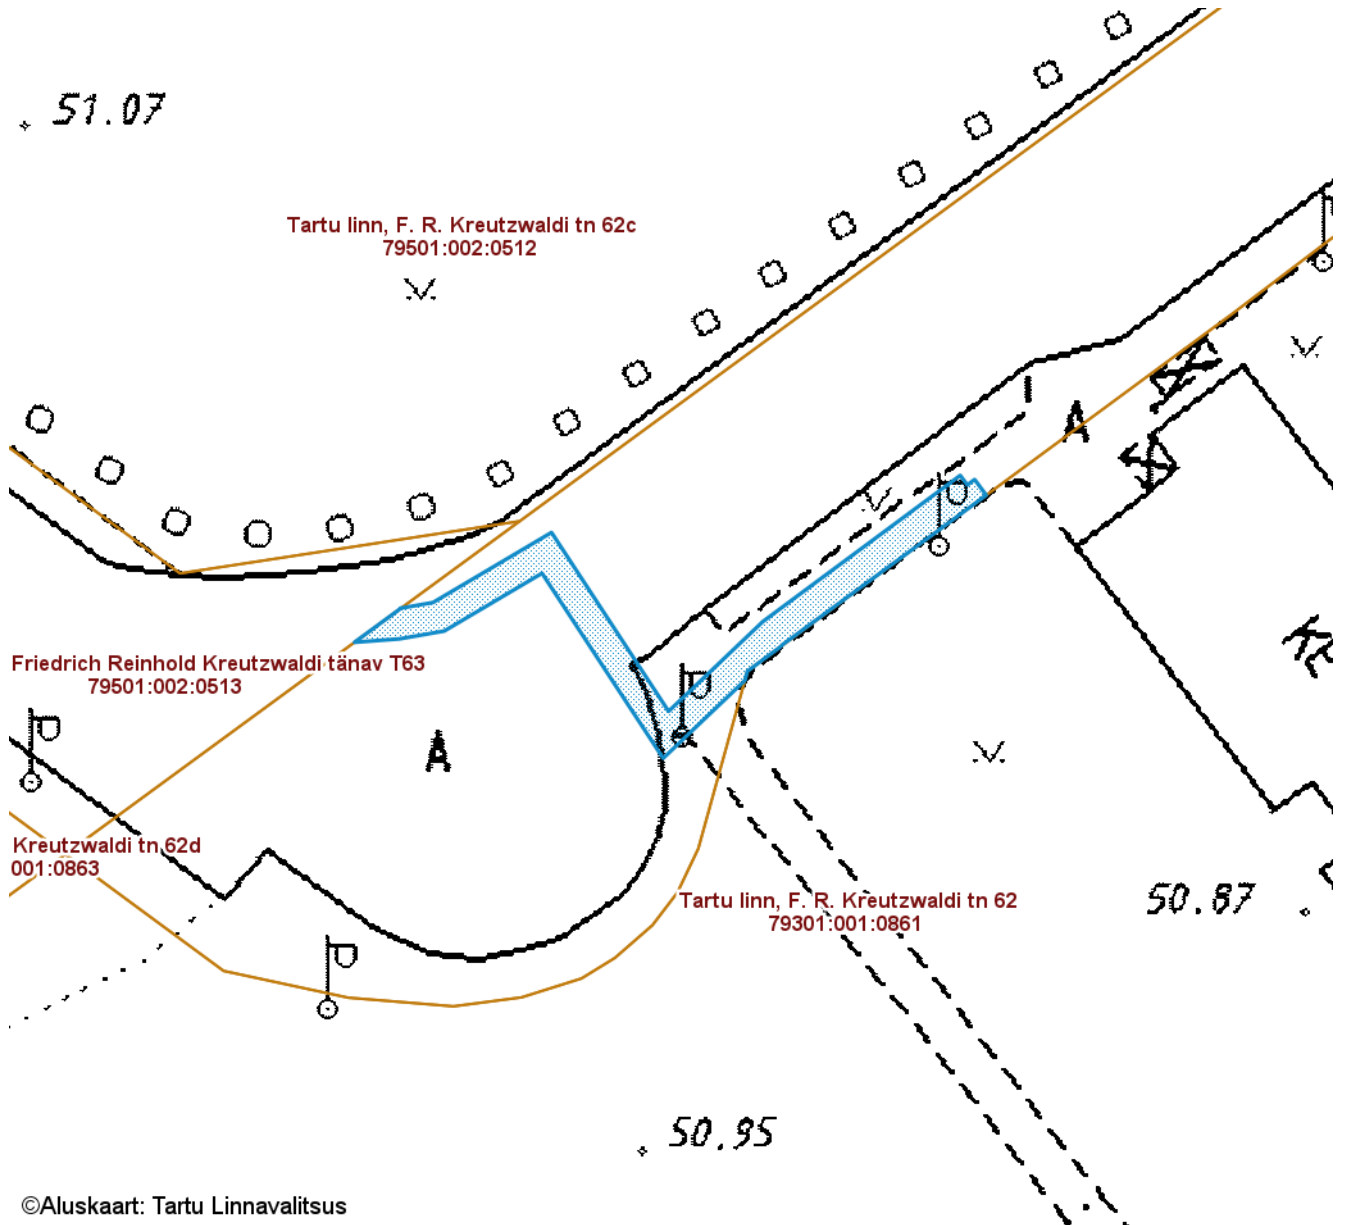 51.07
Tartu linn, F. R. Kreutzwaldi tn 62c
79501:002:0512
A
Friedrich Reinhold Kreutzwaldi tänav T63
79501:002:0513
A
Kreutzwaldi tn 62d
001:0863
Tartu linn, F. R. Kreutzwaldi tn 62
79301:001:0861
50.87
50.95
©Aluskaart: Tartu Linnavalitsus